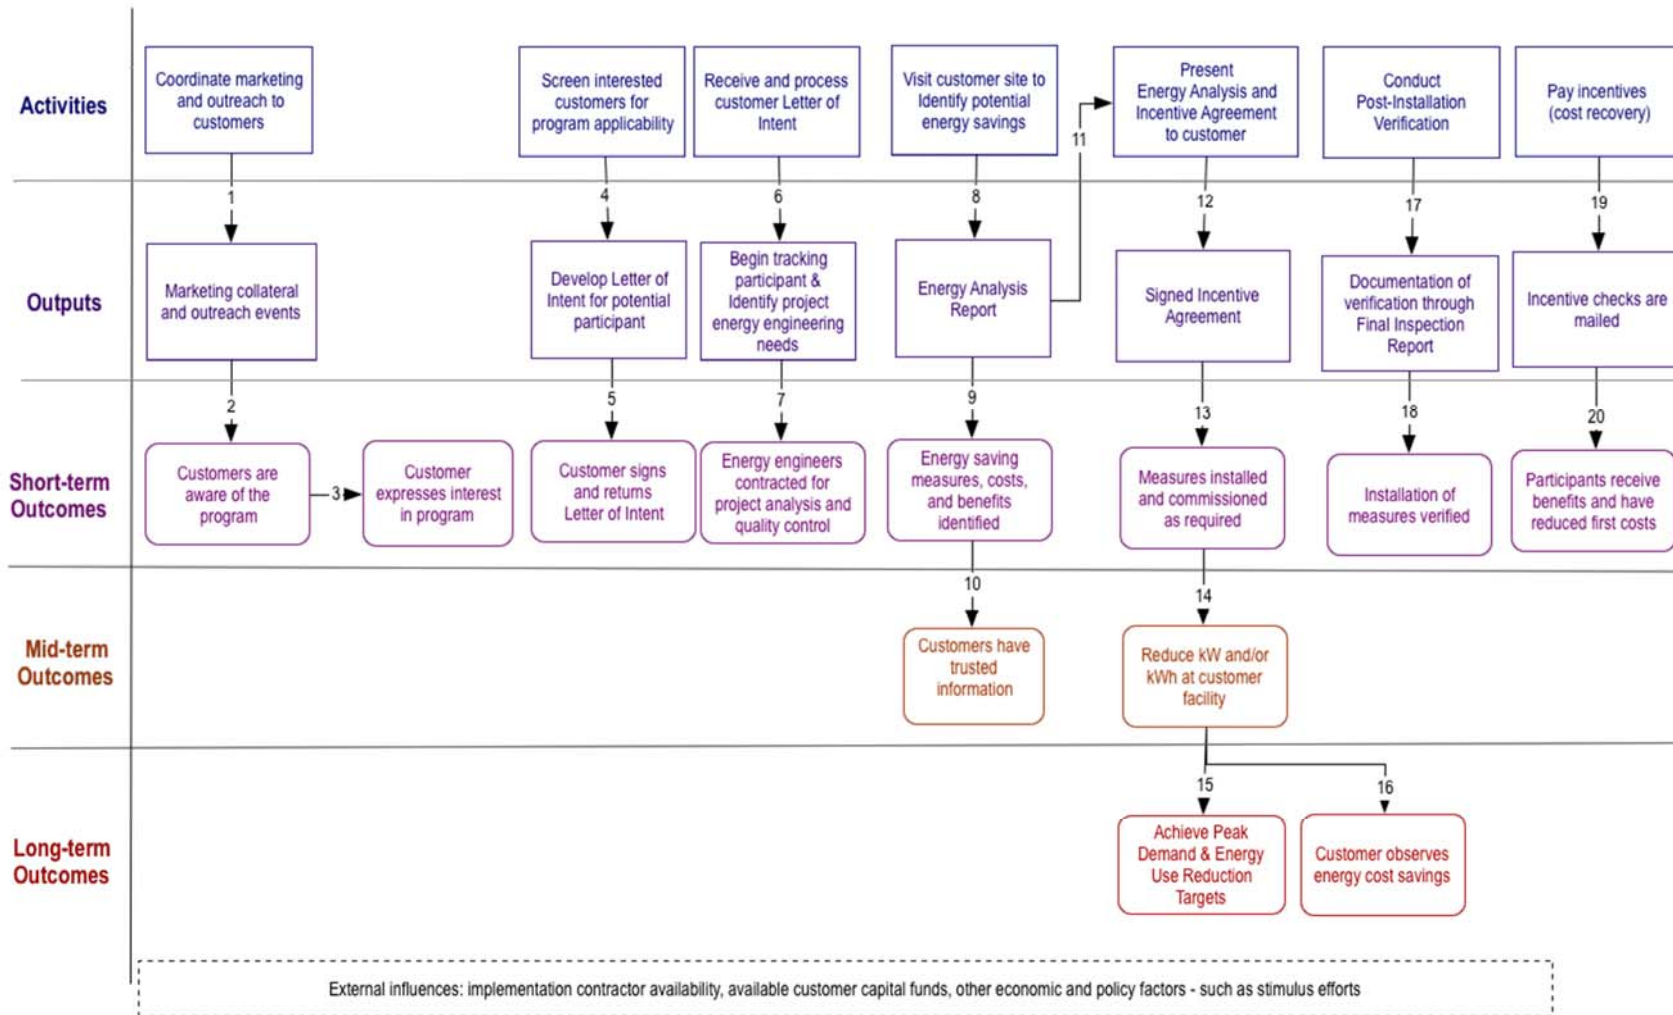 Activities
Coordinate marketing
and outreach to
customers
Screen interested
customers for
program applicability
Receive and process
customer Letter of
Intent
Visit customer site to
Identify potential
energy savings
Present
Energy Analysis and
Incentive Agreement
to customer
Conduct
Post-Installation
Verification
Pay incentives
(cost recovery)
11
1
4
6
8
12
17
19
Outputs
Marketing collateral
and outreach events
Develop Letter of
Intent for potential
participant
Begin tracking
participant &
Identify project
energy engineering
needs
Energy Analysis
Report
Signed Incentive
Agreement
Documentation of
verification through
Final Inspection
Report
Incentive checks are
mailed
2
5
7
9
13
18
20
Short-term
Outcomes
Customers are
aware of the
program
3
Customer
expresses interest
in program
Customer signs
and returns
Letter of Intent
Energy engineers
contracted for
project analysis and
quality control
Energy saving
measures, costs,
and benefits
identified
Measures installed
and commissioned
as required
Installation of
measures verified
Participants receive
benefits and have
reduced first costs
10
14
Mid-term
Outcomes
Customers have
trusted
information
Reduce kW and/or
kWh at customer
facility
15
16
Long-term
Outcomes
Achieve Peak
Demand & Energy
Use Reduction
Targets
Customer observes
energy cost savings
External influences: implementation contractor availability, available customer capital funds, other economic and policy factors - such as stimulus efforts